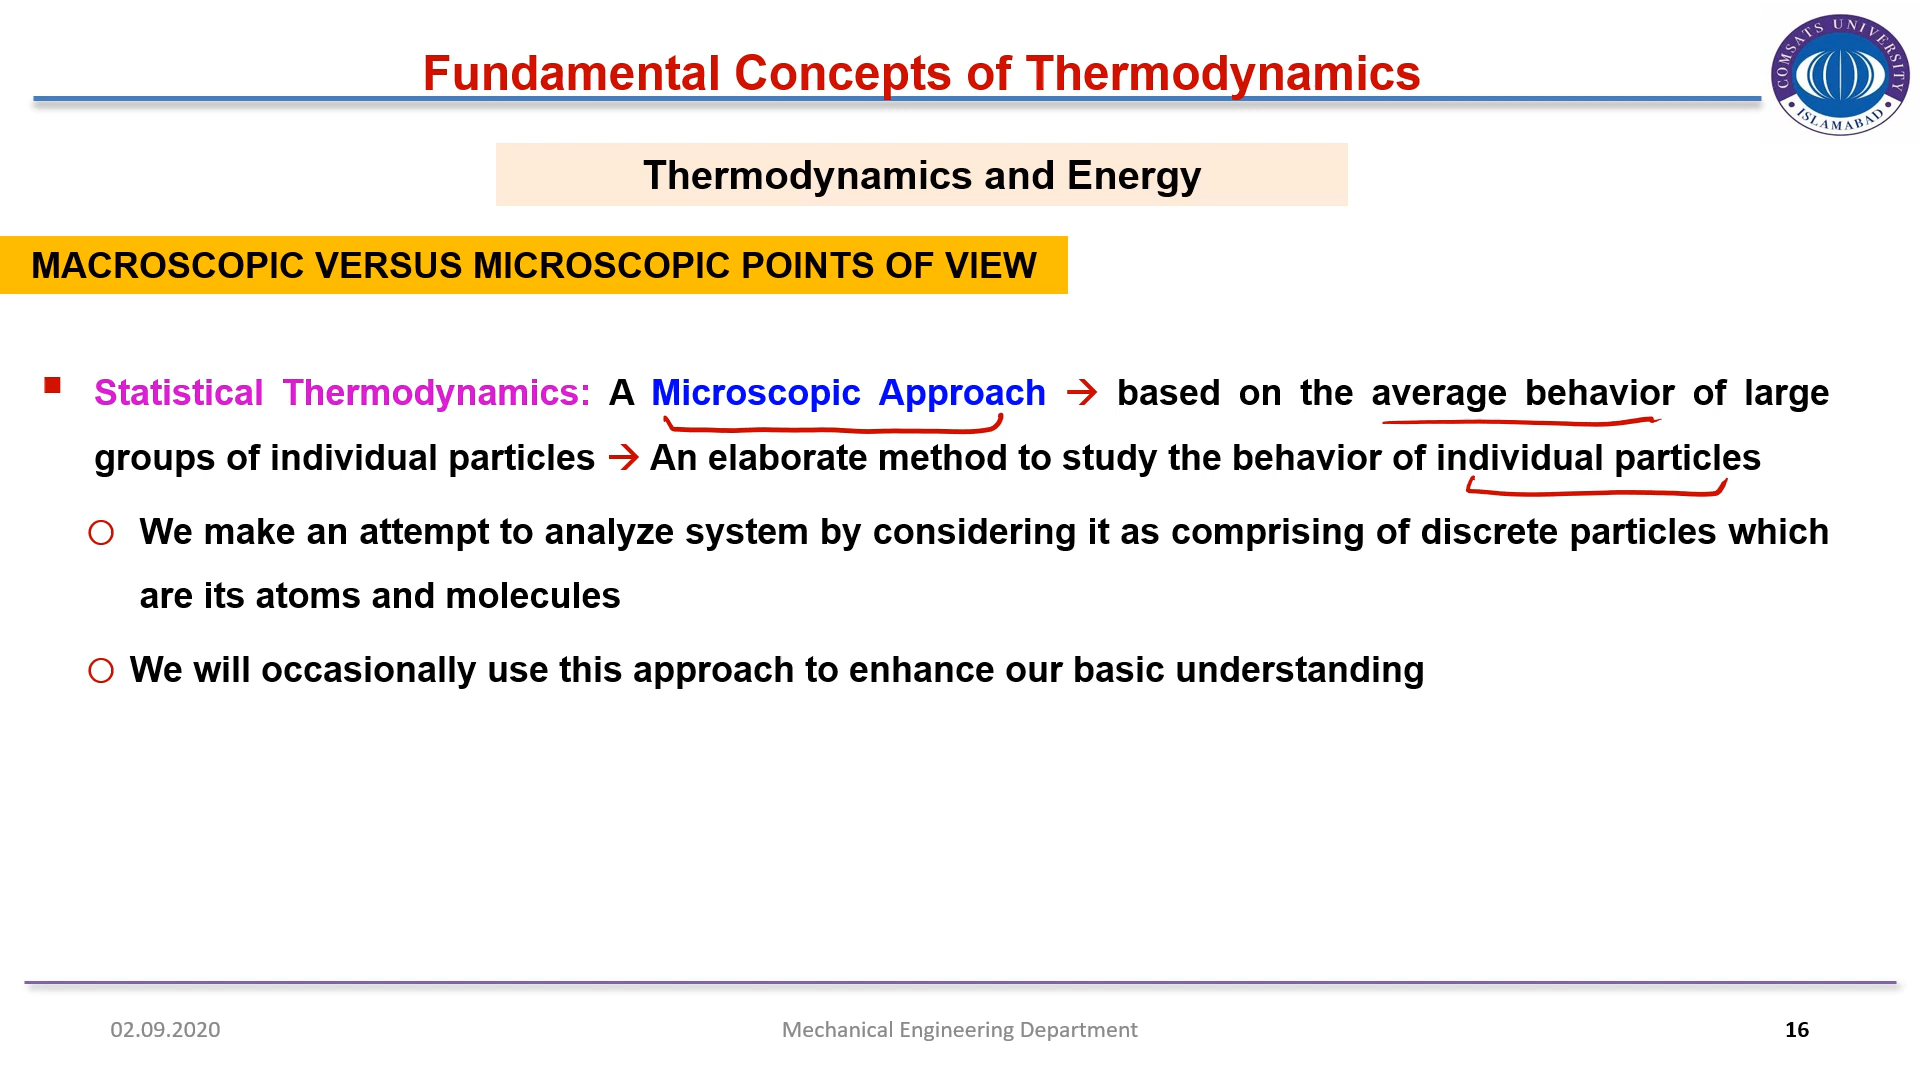 Fundamental Concepts of Thermodynamics
COMSATS UNIVERSITY
ISLAMABAD
Thermodynamics and Energy
MACROSCOPIC VERSUS MICROSCOPIC POINTS OF VIEW
▪ Statistical Thermodynamics: A Microscopic Approach → based on the average behavior of large
groups of individual particles → An elaborate method to study the behavior of individual particles
○ We make an attempt to analyze system by considering it as comprising of discrete particles which
are its atoms and molecules
○ We will occasionally use this approach to enhance our basic understanding
02.09.2020
Mechanical Engineering Department
16